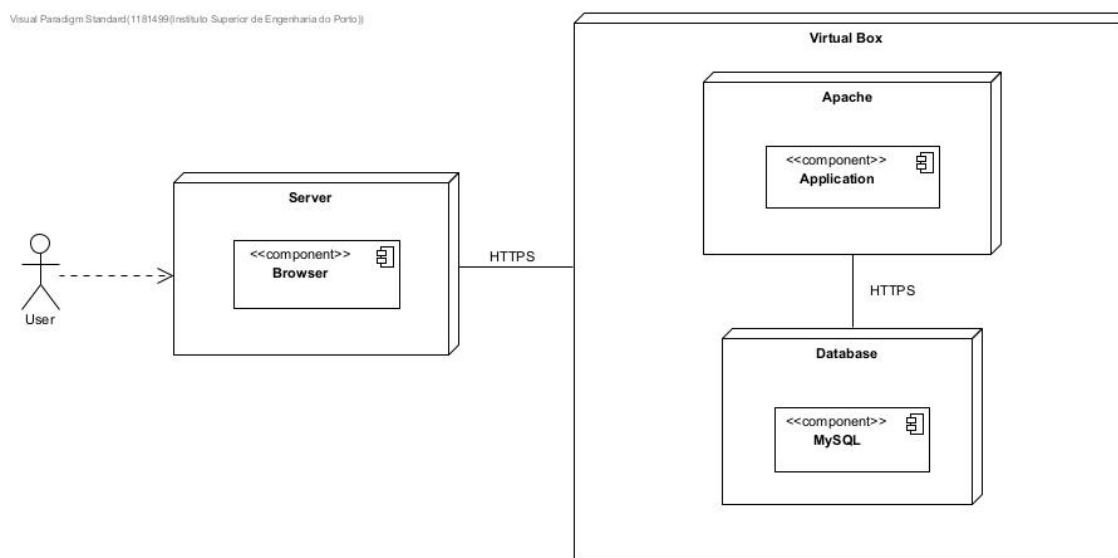 Visual Paradigm Standard(1181499(Instituto Superior de Engenharia do Porto))
Virtual Box
Apache
<<component>>
Application
Server
<<component>>
Browser
HTTPS
User
HTTPS
Database
<<component>>
MySQL